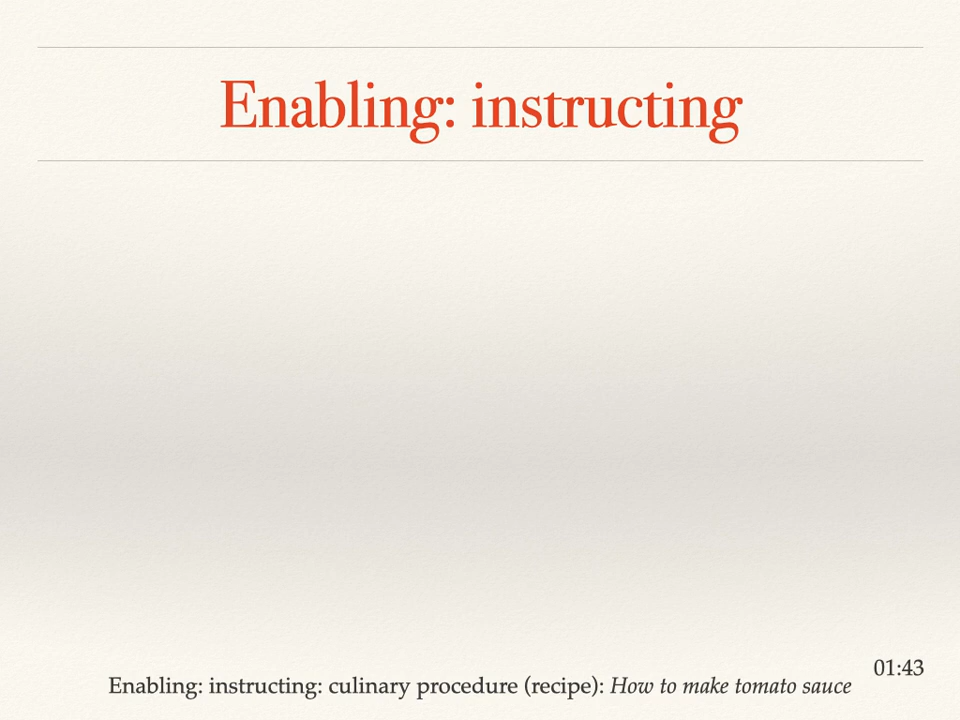 Enabling: instructing
01:43
Enabling: instructing: culinary procedure (recipe): How to make tomato sauce